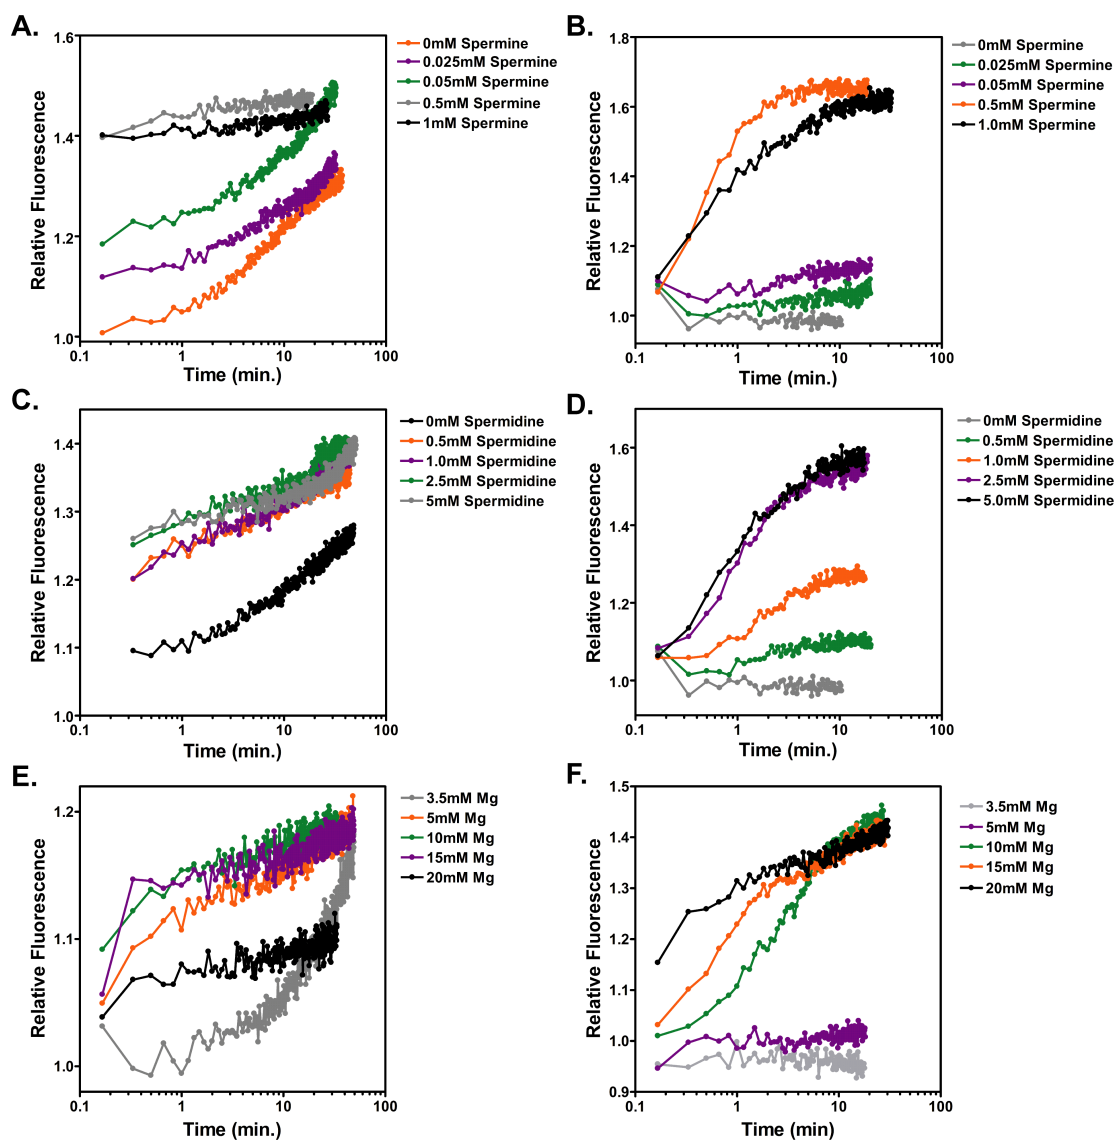 A.
Relative Fluorescence
1.6
1.4
1.2
1.0
0.1 1 10 100
Time (min.)
0mM Spermine
0.025mM Spermine
0.05mM Spermine
0.5mM Spermine
1mM Spermine
B.
Relative Fluorescence
1.8
1.6
1.4
1.2
1.0
0.1 1 10 100
Time (min.)
0mM Spermine
0.025mM Spermine
0.05mM Spermine
0.5mM Spermine
1.0mM Spermine
C.
Relative Fluorescence
1.4
1.3
1.2
1.1
1.0
0.1 1 10 100
Time (min.)
0mM Spermidine
0.5mM Spermidine
1.0mM Spermidine
2.5mM Spermidine
5mM Spermidine
D.
Relative Fluorescence
1.6
1.4
1.2
1.0
0.1 1 10 100
Time (min.)
0mM Spermidine
0.5mM Spermidine
1.0mM Spermidine
2.5mM Spermidine
5.0mM Spermidine
E.
Relative Fluorescence
1.2
1.1
1.0
0.1 1 10 100
Time (min.)
3.5mM Mg
5mM Mg
10mM Mg
15mM Mg
20mM Mg
F.
Relative Fluorescence
1.5
1.4
1.3
1.2
1.1
1.0
0.9
0.1 1 10 100
Time (min)
3.5mM Mg
5mM Mg
10mM Mg
15mM Mg
20mM Mg